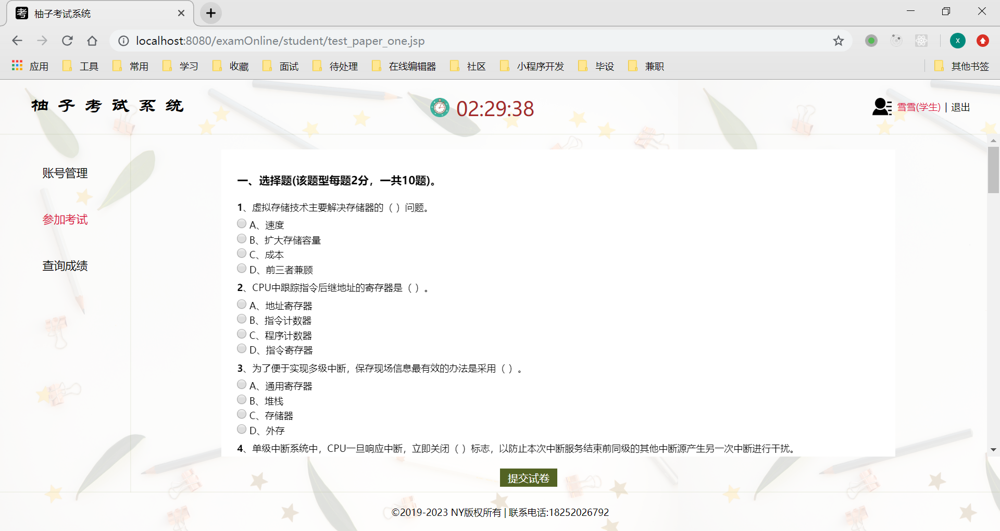 考 柚子考试系统
localhost:8080/examOnline/student/test_paper_one.jsp
X
应用 工具 常用 学习 收藏 面试 待处理 在线编辑器 社区 小程序开发 毕设 兼职 其他书签
柚子考试系统
02:29:38
雪雪(学生) | 退出
账号管理
参加考试
查询成绩
一、选择题(该题型每题2分，一共10题)。
1、虚拟存储技术主要解决存储器的（ ）问题。
A、速度
B、扩大存储容量
C、成本
D、前三者兼顾
2、CPU中跟踪指令后继地址的寄存器是（ ）。
A、地址寄存器
B、指令计数器
C、程序计数器
D、指令寄存器
3、为了便于实现多级中断，保存现场信息最有效的办法是采用（ ）。
A、通用寄存器
B、堆栈
C、存储器
D、外存
4、单级中断系统中，CPU一旦响应中断，立即关闭（ ）标志，以防止本次中断服务结束前同级的其他中断源产生另一次中断进行干扰。
提交试卷
©2019-2023 NY版权所有 | 联系电话:18252026792